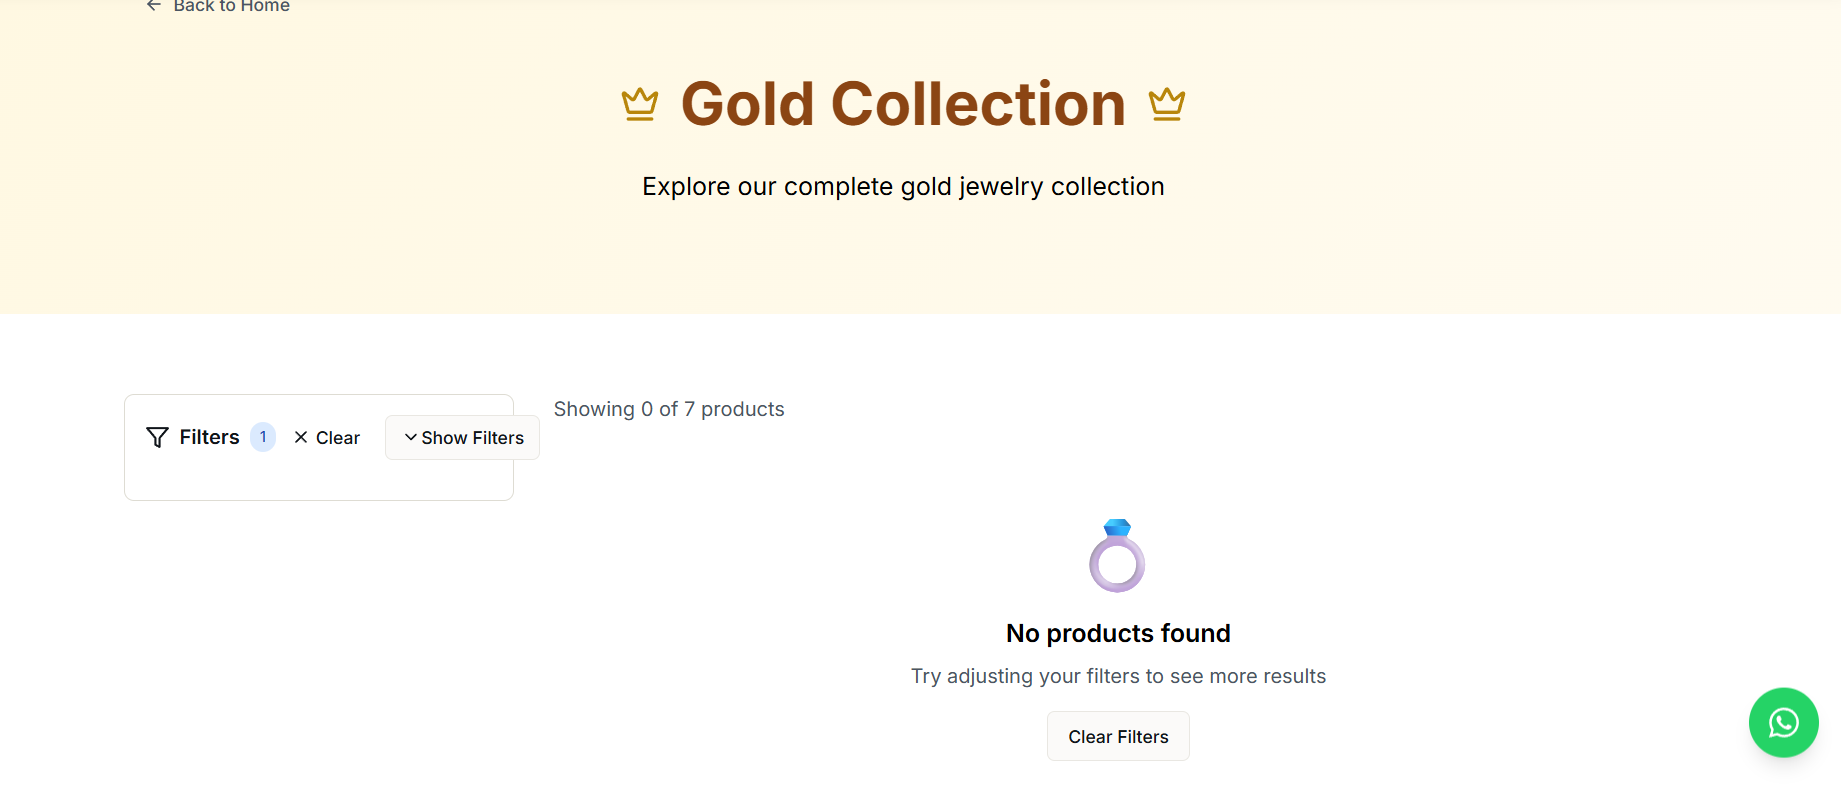 Back to Home
Gold Collection
Explore our complete gold jewelry collection
Filters 1 Clear Show Filters
Showing 0 of 7 products
No products found
Try adjusting your filters to see more results
Clear Filters